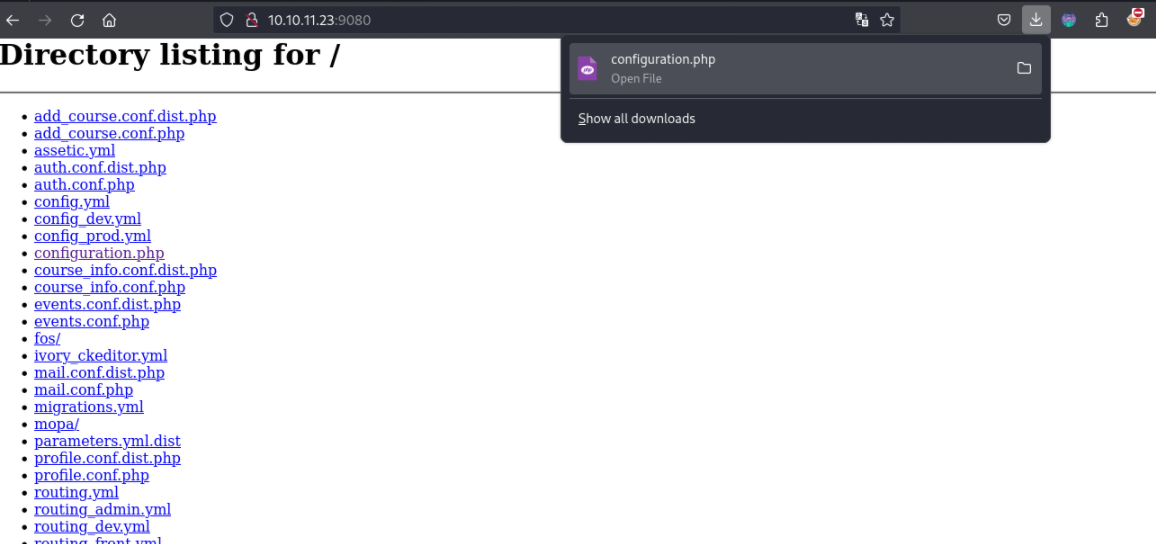 10.10.11.23:9080
Directory listing for /
configuration.php
Open File
Show all downloads
add_course.conf.dist.php
add_course.conf.php
assetic.yml
auth.conf.dist.php
auth.conf.php
config.yml
config_dev.yml
config_prod.yml
configuration.php
course_info.conf.dist.php
course_info.conf.php
events.conf.dist.php
events.conf.php
fos/
ivory_ckeditor.yml
mail.conf.dist.php
mail.conf.php
migrations.yml
mopa/
parameters.yml.dist
profile.conf.dist.php
profile.conf.php
routing.yml
routing_admin.yml
routing_dev.yml
routing_front.yml